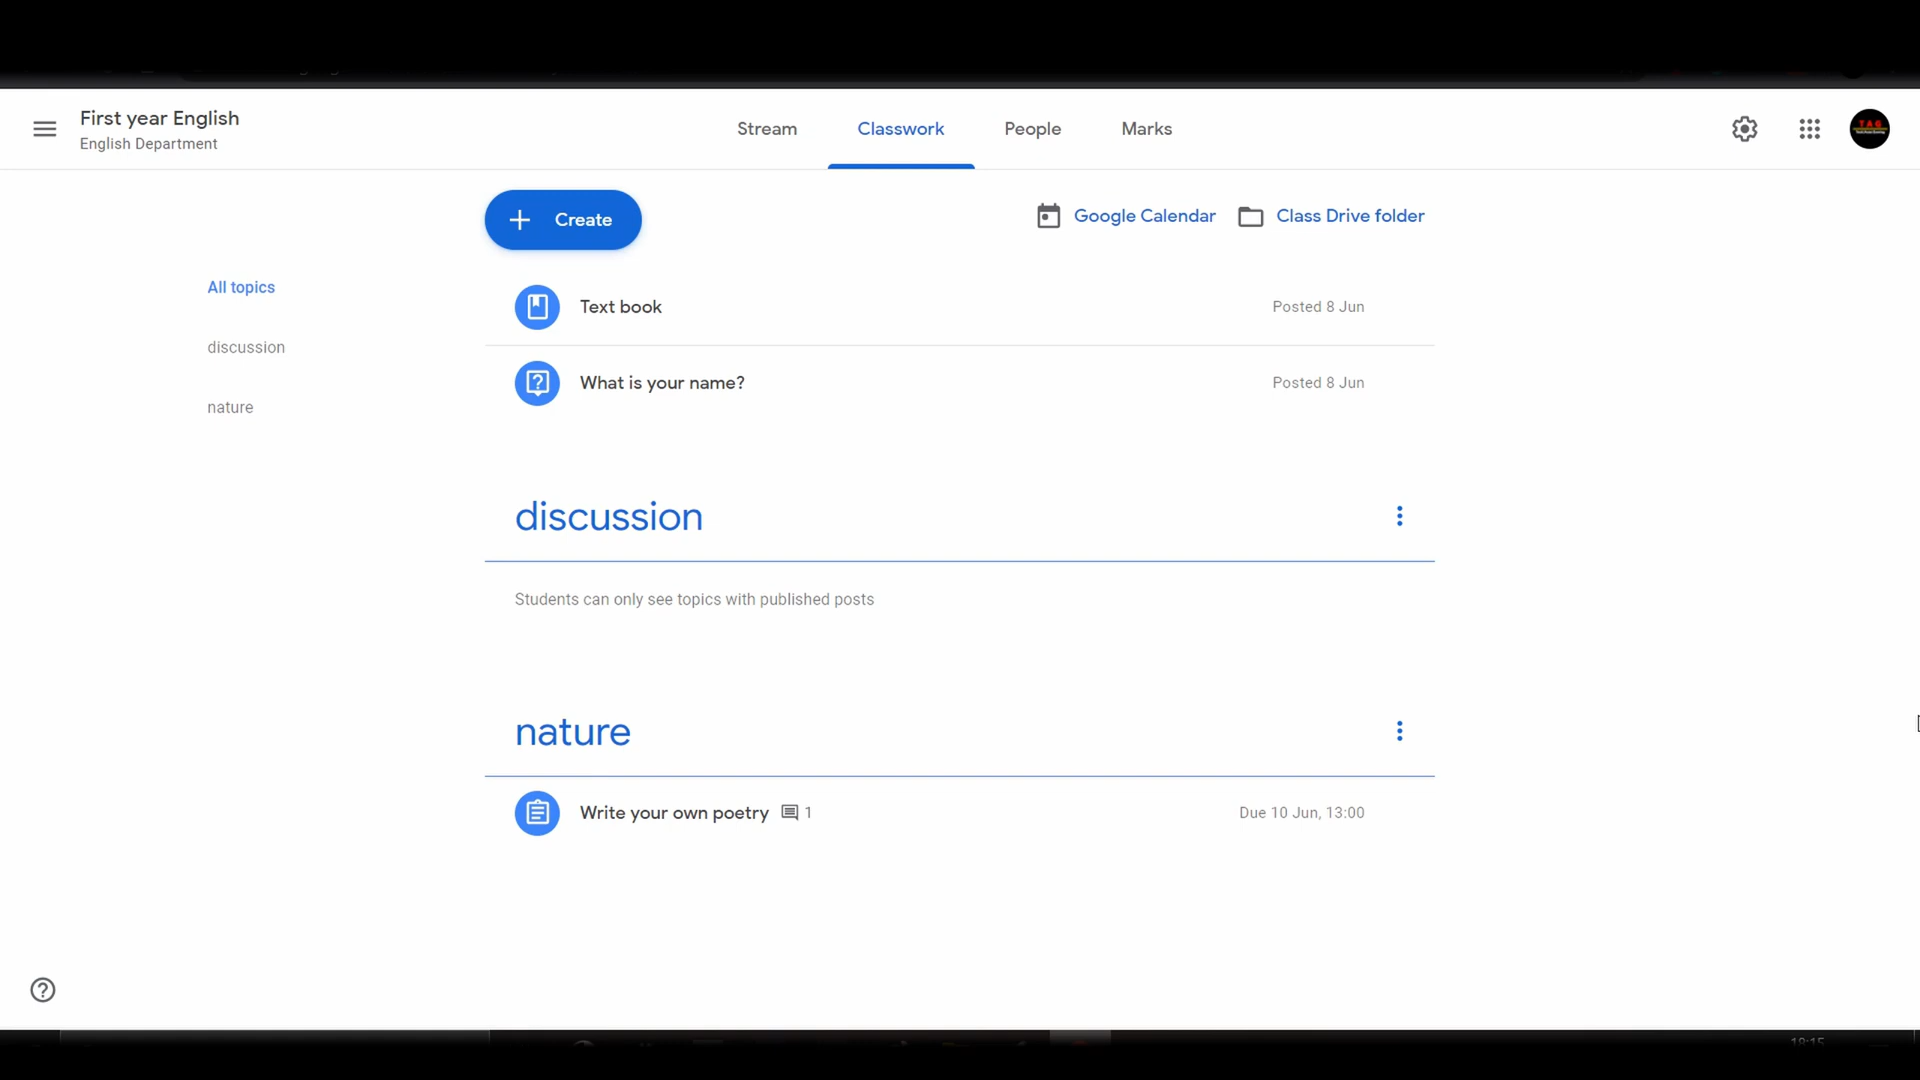 First year English
English Department
Stream
Classwork
People
Marks
Create
Google Calendar
Class Drive folder
All topics
discussion
nature
Text book
Posted 8 Jun
What is your name?
Posted 8 Jun
discussion
Students can only see topics with published posts
nature
Write your own poetry 1
Due 10 Jun, 13:00
18:15